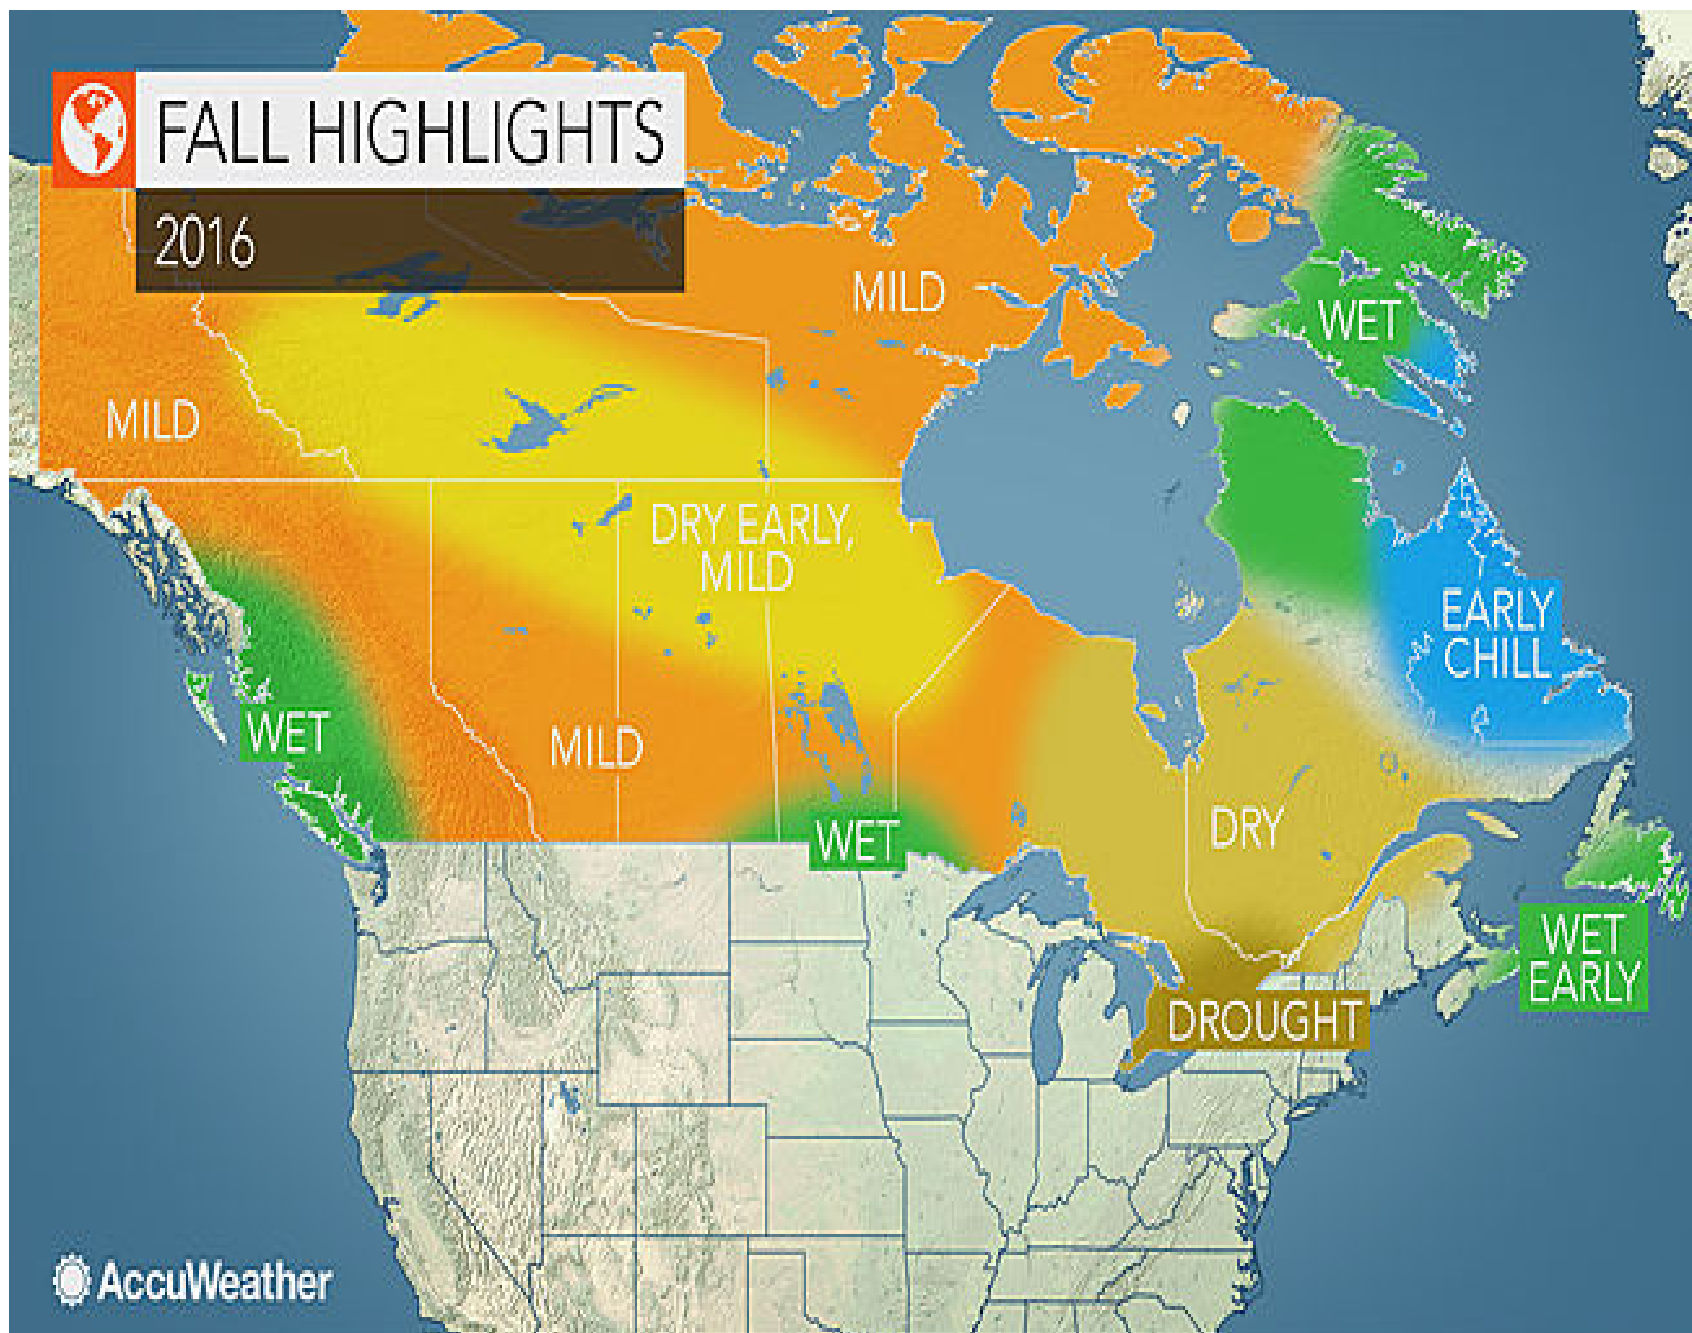 FALL HIGHLIGHTS
2016
MILD
WET
MILD
DRY EARLY,
MILD
EARLY
CHILL
WET
MILD
WET
DRY
WET
EARLY
DROUGHT
AccuWeather